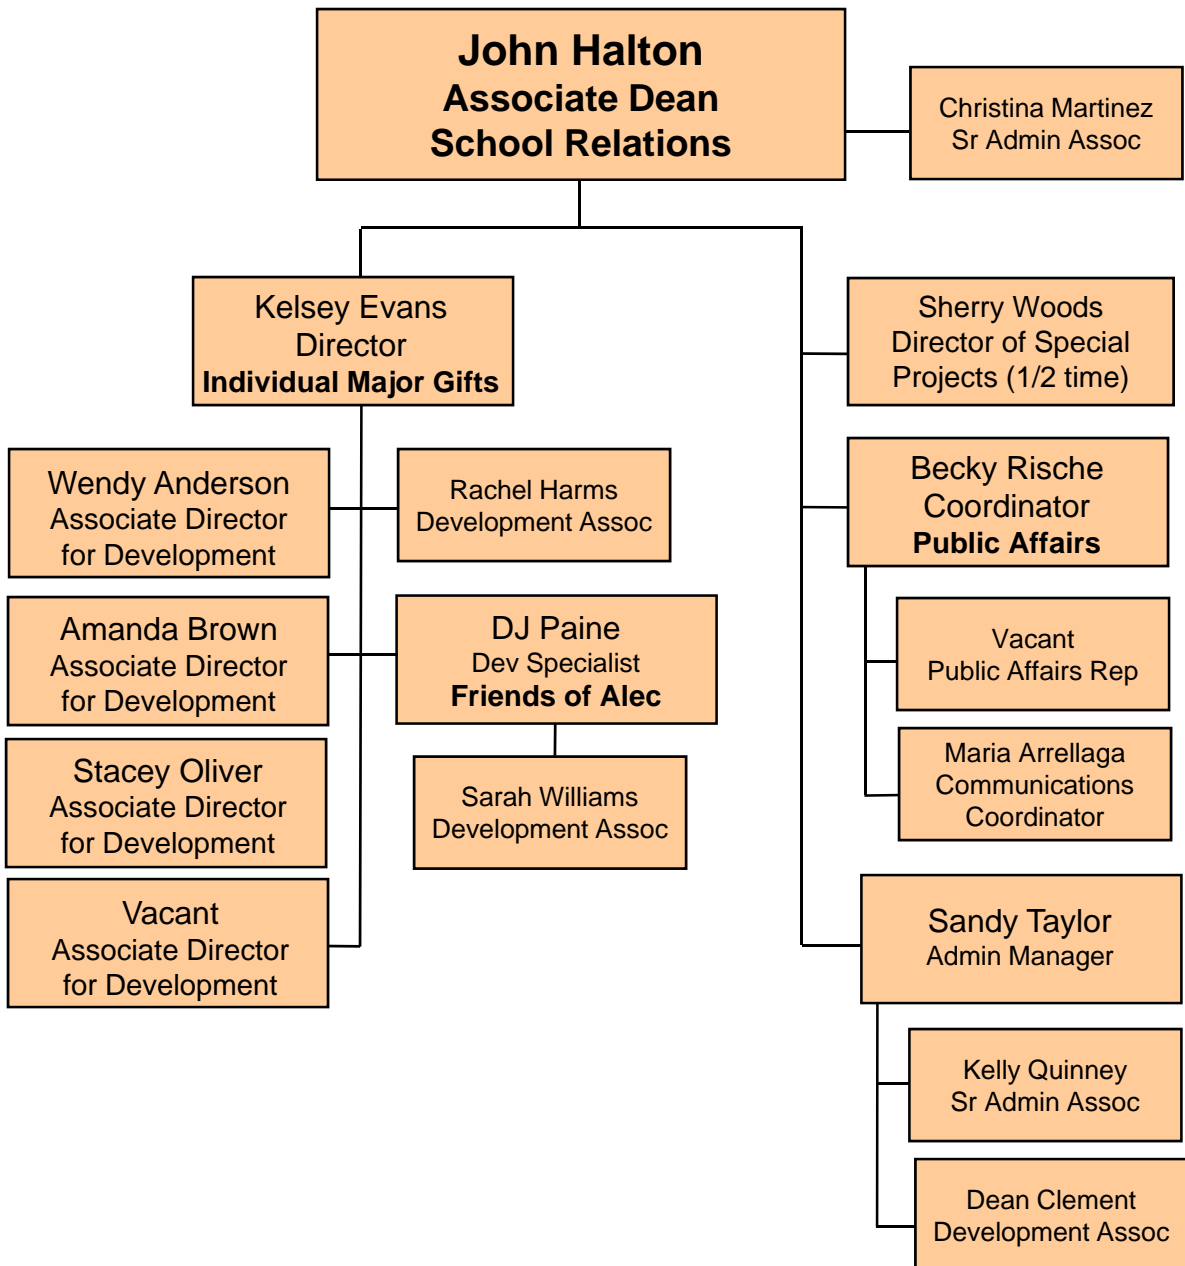 John Halton
Associate Dean
School Relations
Christina Martinez
Sr Admin Assoc
Kelsey Evans
Director
Individual Major Gifts
Wendy Anderson
Associate Director
for Development
Rachel Harms
Development Assoc
Amanda Brown
Associate Director
for Development
DJ Paine
Dev Specialist
Friends of Alec
Stacey Oliver
Associate Director
for Development
Sarah Williams
Development Assoc
Vacant
Associate Director
for Development
Sherry Woods
Director of Special
Projects (1/2 time)
Becky Rische
Coordinator
Public Affairs
Vacant
Public Affairs Rep
Maria Arrellaga
Communications
Coordinator
Sandy Taylor
Admin Manager
Kelly Quinney
Sr Admin Assoc
Dean Clement
Development Assoc